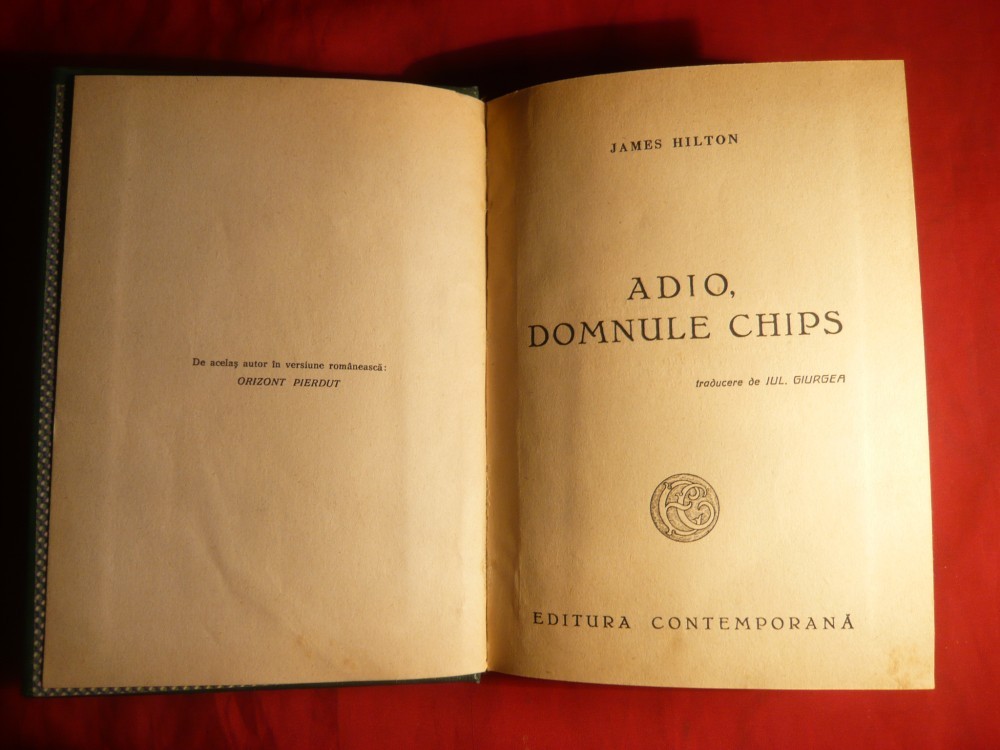 De acelaș autor în versiune românească:
ORIZONT PIERDUT
JAMES HILTON
ADIO,
DOMNULE CHIPS
traducere de IUL. GIURGEA
EDITURA CONTEMPORANĂ